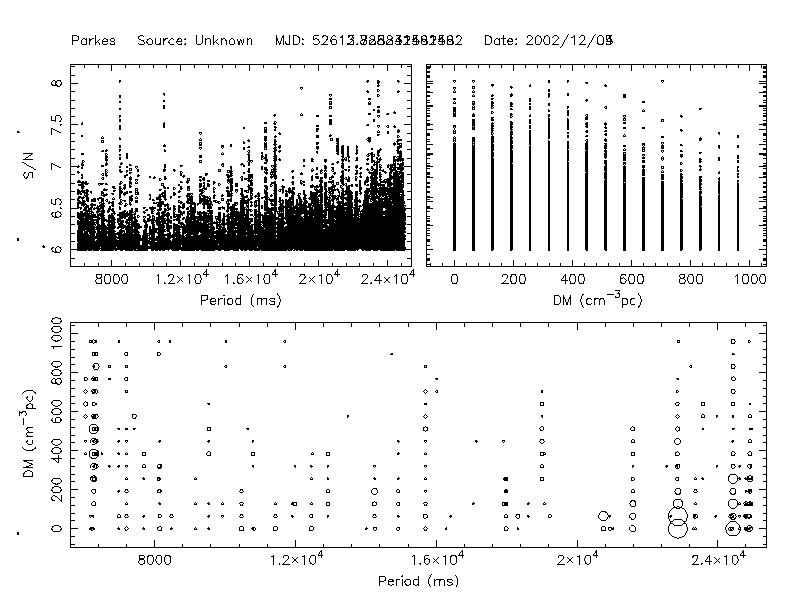 Parkes Source: Unknown MJD: Date: 2002/12/
S/N
8
7.5
7
6.5
6
8000 1.2×10⁴ 1.6×10⁴ 2×10⁴ 2.4×10⁴
Period (ms)
0 200 400 600 800 1000
DM (cm⁻³pc)
DM (cm⁻³pc)
1000
800
600
400
200
0
8000 1.2×10⁴ 1.6×10⁴ 2×10⁴ 2.4×10⁴
Period (ms)